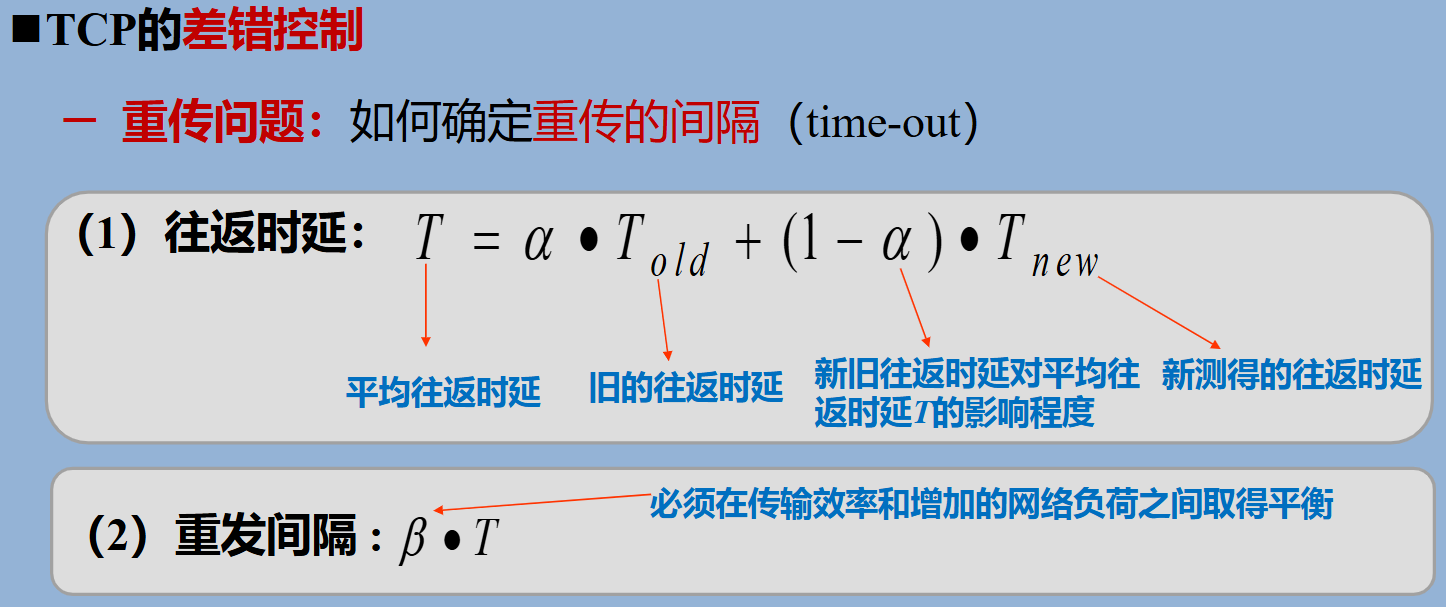 ■TCP的差错控制
－ 重传问题：如何确定重传的间隔（time-out）
（1）往返时延： T = α • T old + (1 − α) • T new
平均往返时延 旧的往返时延 新旧往返时延对平均往 新测得的往返时延
返时延T的影响程度
必须在传输效率和增加的网络负荷之间取得平衡
（2）重发间隔：β • T